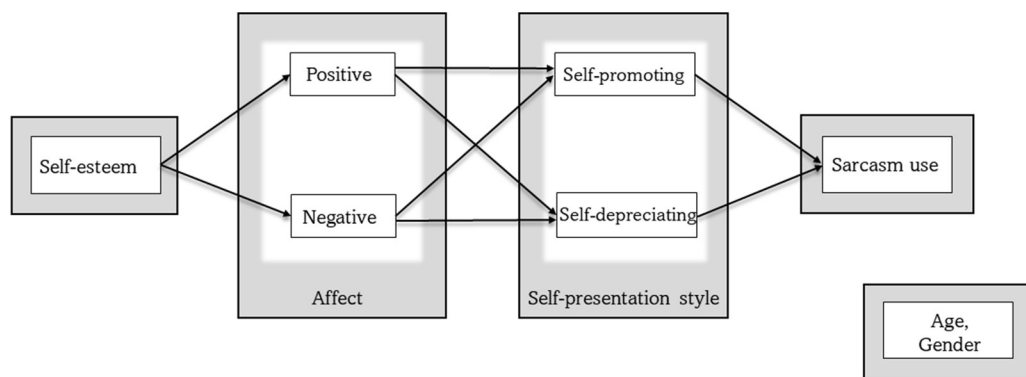 Positive
Self-promoting
Self-esteem
Sarcasm use
Negative
Self-depreciating
Affect
Self-presentation style
Age,
Gender